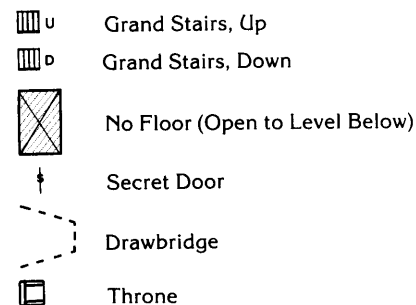 U Grand Stairs, Up
D Grand Stairs, Down
No Floor (Open to Level Below)
S Secret Door
Drawbridge
Throne